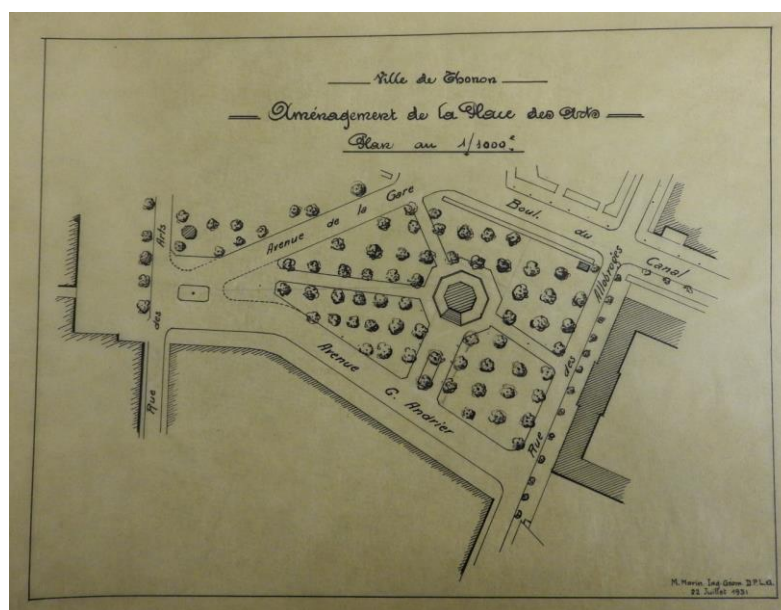 Ville de Thonon
Aménagement de la Place des Arts
Plan au 1/1000e
Avenue de la Gare
Boul. du Canal
Rue des Arts
Rue des Allobroges
Avenue G. Andrier
M. Morin Ing. Géom. D.P.L.G.
22 Juillet 1931